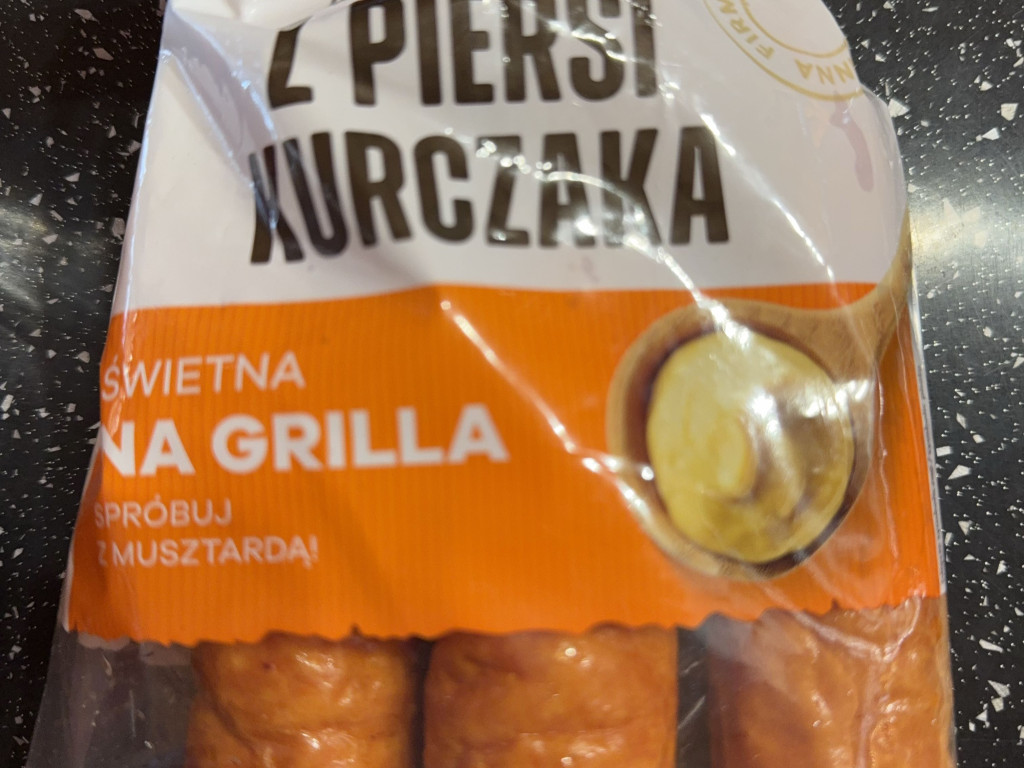 Z PIERSI
KURCZAKA
ŚWIETNA
NA GRILLA
SPRÓBUJ
Z MUSZTARDĄ!